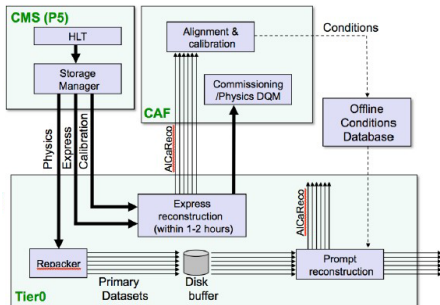 CMS (P5)
HLT
Storage
Manager
Physics
Express
Calibration
Alignment &
calibration
Commissioning
/Physics DQM
CAF
AlCaReco
Conditions
Offline
Conditions
Database
Express
reconstruction
(within 1-2 hours)
AlCaReco
Repacker
Primary
Datasets
Disk
buffer
Prompt
reconstruction
Tier0